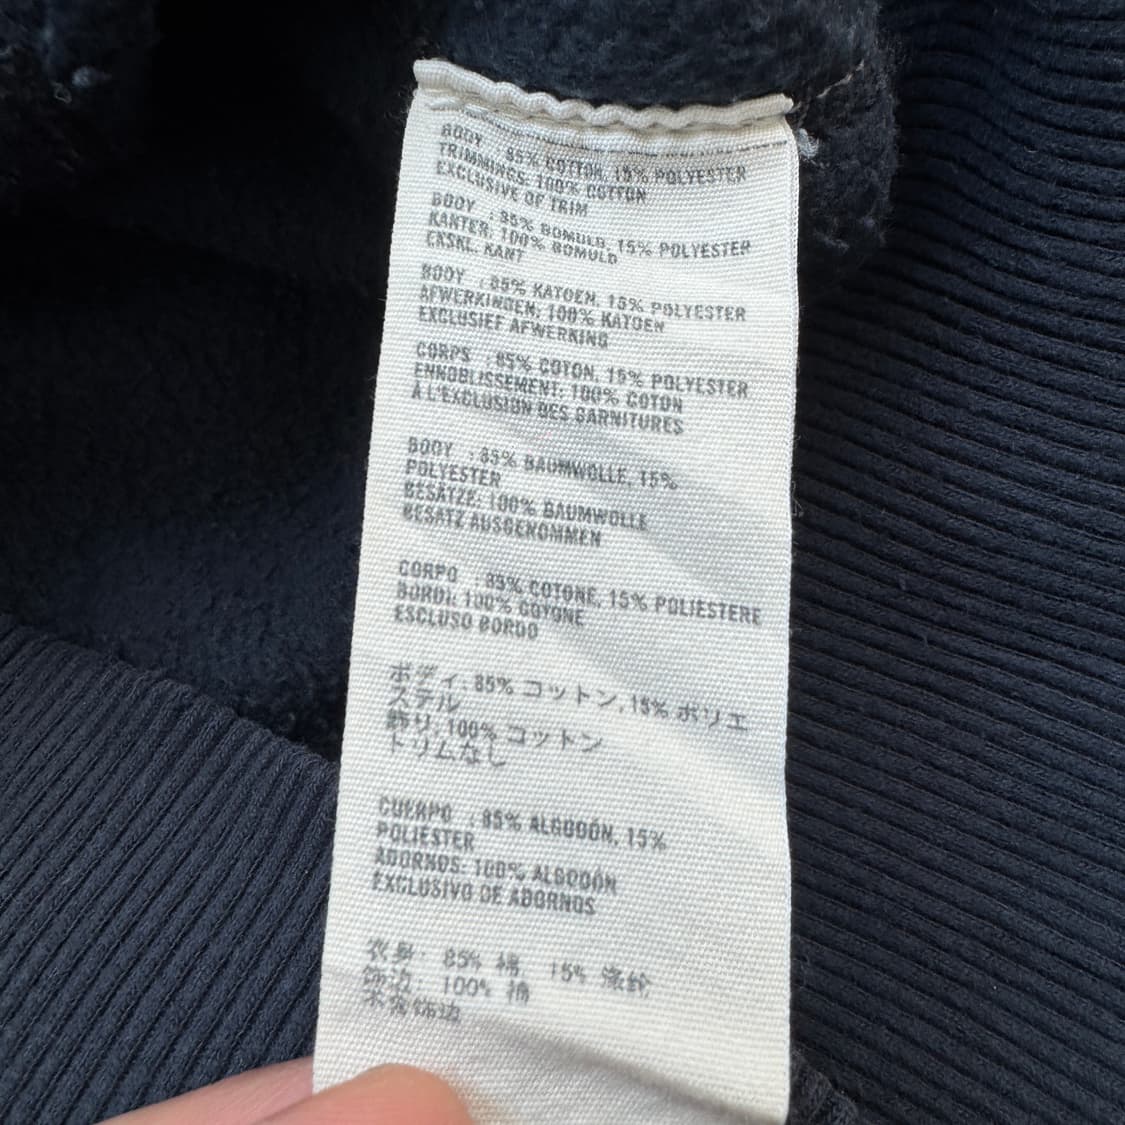 BODY : 85% COTTON, 15% POLYESTER
TRIMMINGS: 100% COTTON
EXCLUSIVE OF TRIM
BODY : 85% BOMULD, 15% POLYESTER
KANTER: 100% BOMULD
EKSKL. KANT
BODY : 85% KATOEN, 15% POLYESTER
AFWERKINGEN: 100% KATOEN
EXCLUSIEF AFWERKING
CORPS : 85% COTON, 15% POLYESTER
ENNOBLISSEMENT: 100% COTON
À L'EXCLUSION DES GARNITURES
BODY : 85% BAUMWOLLE, 15%
POLYESTER
BESÄTZE: 100% BAUMWOLLE
BESATZ AUSGENOMMEN
CORPO : 85% COTONE, 15% POLIESTERE
BORDI: 100% COTONE
ESCLUSO BORDO
ボディ: 85% コットン, 15% ポリエ
ステル
飾り: 100% コットン
トリムなし
CUERPO : 85% ALGODÓN, 15%
POLIÉSTER
ADORNOS: 100% ALGODÓN
EXCLUSIVO DE ADORNOS
衣身: 85% 棉, 15% 涤纶
饰边: 100% 棉
不含饰边